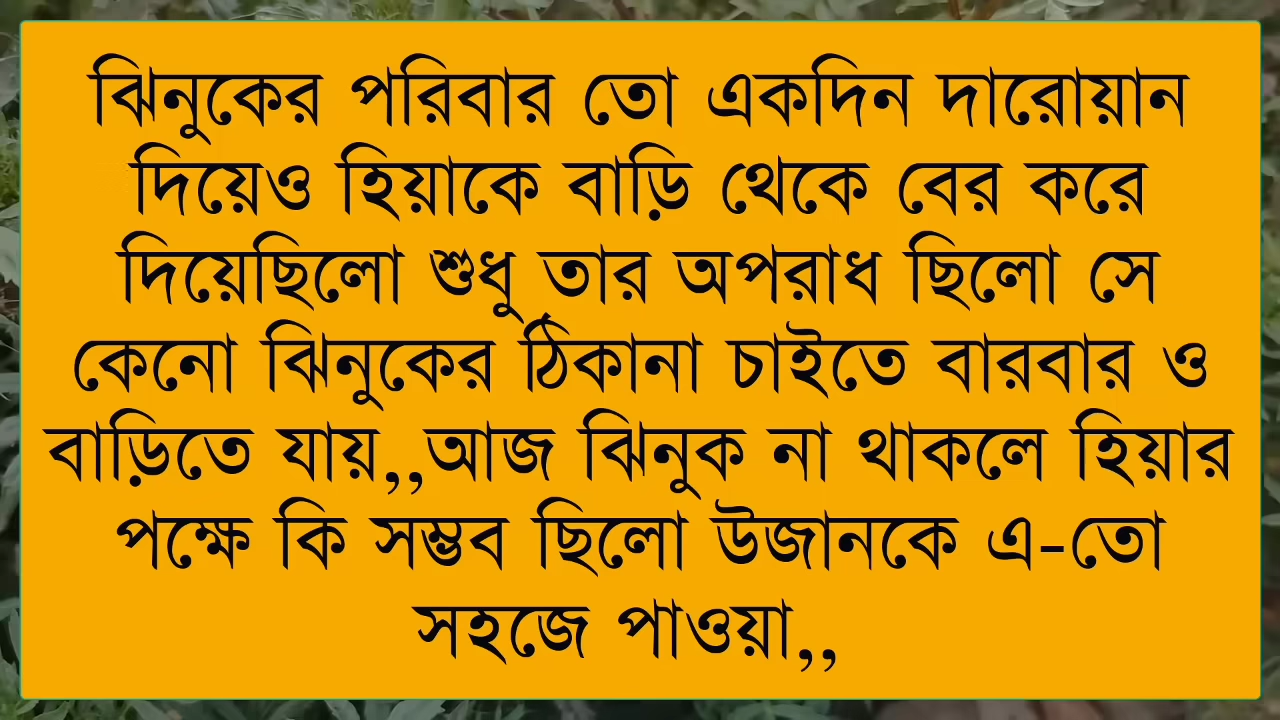 ঝিনুকের পরিবার তো একদিন দারোয়ান
দিয়েও হিয়াকে বাড়ি থেকে বের করে
দিয়েছিলো শুধু তার অপরাধ ছিলো সে
কেনো ঝিনুকের ঠিকানা চাইতে বারবার ও
বাড়িতে যায়,,আজ ঝিনুক না থাকলে হিয়ার
পক্ষে কি সম্ভব ছিলো উজানকে এ-তো
সহজে পাওয়া,,